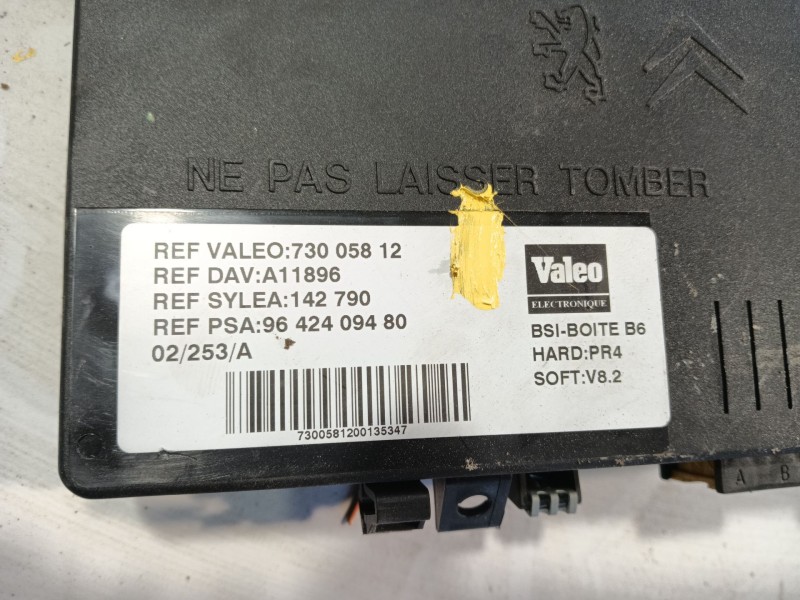 NE PAS LAISSER TOMBER
REF VALEO:730 058 12
REF DAV:A11896
REF SYLEA:142 790
REF PSA:96 424 094 80
02/253/A
7300581200135347
Valeo
ELECTRONIQUE
BSI-BOITE B6
HARD:PR4
SOFT:V8.2
A B